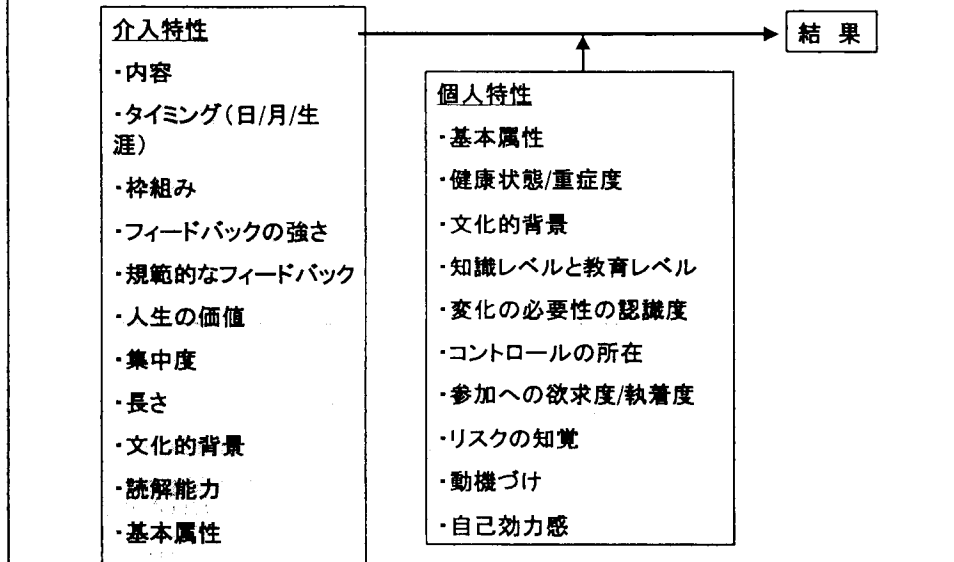 介入特性
・内容
・タイミング(日/月/生
涯)
・枠組み
・フィードバックの強さ
・規範的なフィードバック
・人生の価値
・集中度
・長さ
・文化的背景
・読解能力
・基本属性
結 果
個人特性
・基本属性
・健康状態/重症度
・文化的背景
・知識レベルと教育レベル
・変化の必要性の認識度
・コントロールの所在
・参加への欲求度/執着度
・リスクの知覚
・動機づけ
・自己効力感